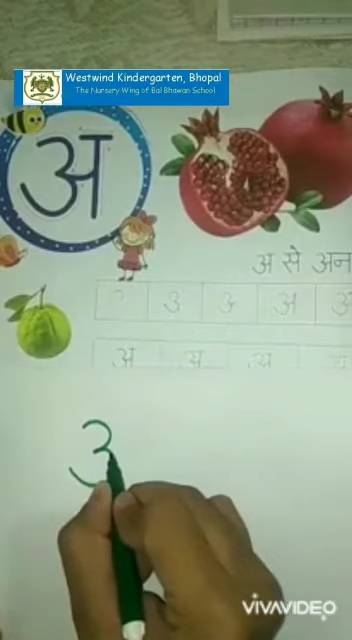 Westwind Kindergarten, Bhopal
The Nursery Wing of Bal Bhawan School
अ
अ से अन
अ अ
अ अ
VIVAVIDEO